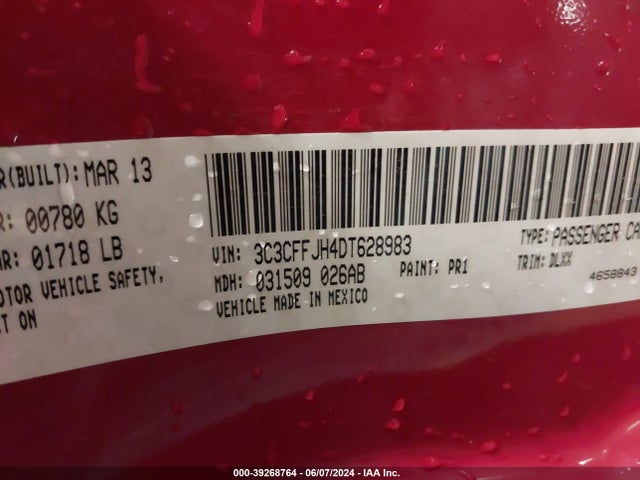 R(BUILT): MAR 13
R: 00780 KG
R: 01718 LB
OTOR VEHICLE SAFETY,
T ON
VIN: 3C3CFFJH4DT628983
MDH: 031509 026AB
PAINT: PR1
VEHICLE MADE IN MEXICO
TYPE: PASSENGER CA
TRIM: DLXX
4658843
000-39268764 - 06/07/2024 - IAA Inc.